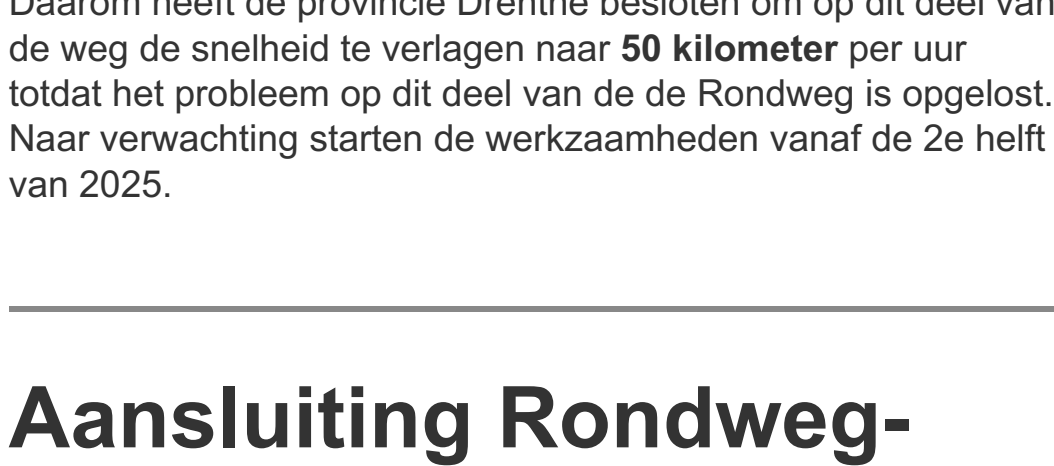 Daarom heeft de provincie Drenthe besloten om op dit deel van
de weg de snelheid te verlagen naar 50 kilometer per uur
totdat het probleem op dit deel van de de Rondweg is opgelost.
Naar verwachting starten de werkzaamheden vanaf de 2e helft
van 2025.
Aansluiting Rondweg-